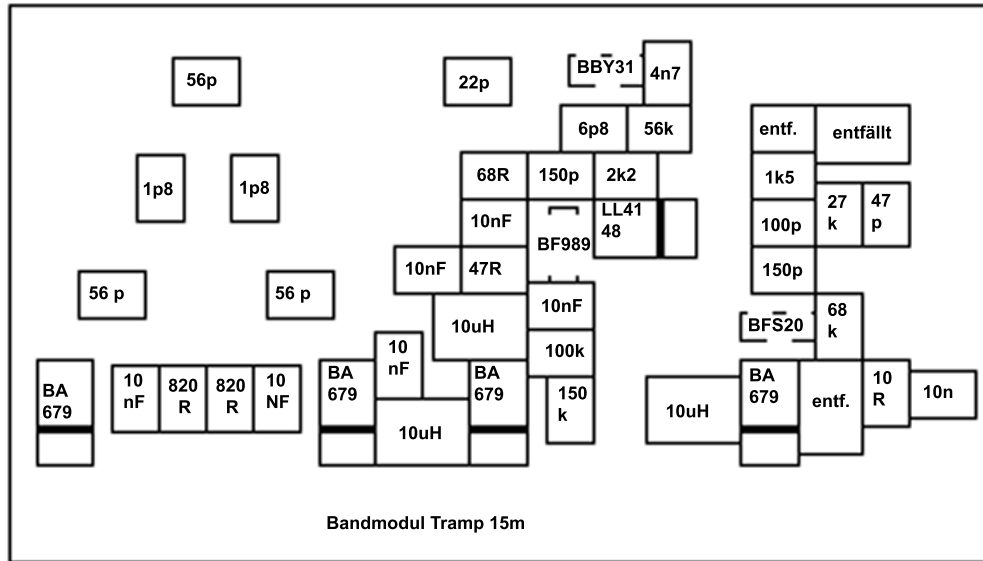 BBY31
4n7
56p
22p
6p8
56k
entf.
entfällt
1p8
1p8
68R
150p
2k2
1k5
10nF
BF989
LL41
48
100p
27
k
47
p
10nF
47R
150p
56 p
56 p
10nF
10uH
BFS20
68
k
100k
BA
679
10
nF
820
R
820
R
10
NF
BA
679
10
nF
BA
679
150
k
10uH
BA
679
entf.
10
R
10n
10uH
Bandmodul Tramp 15m